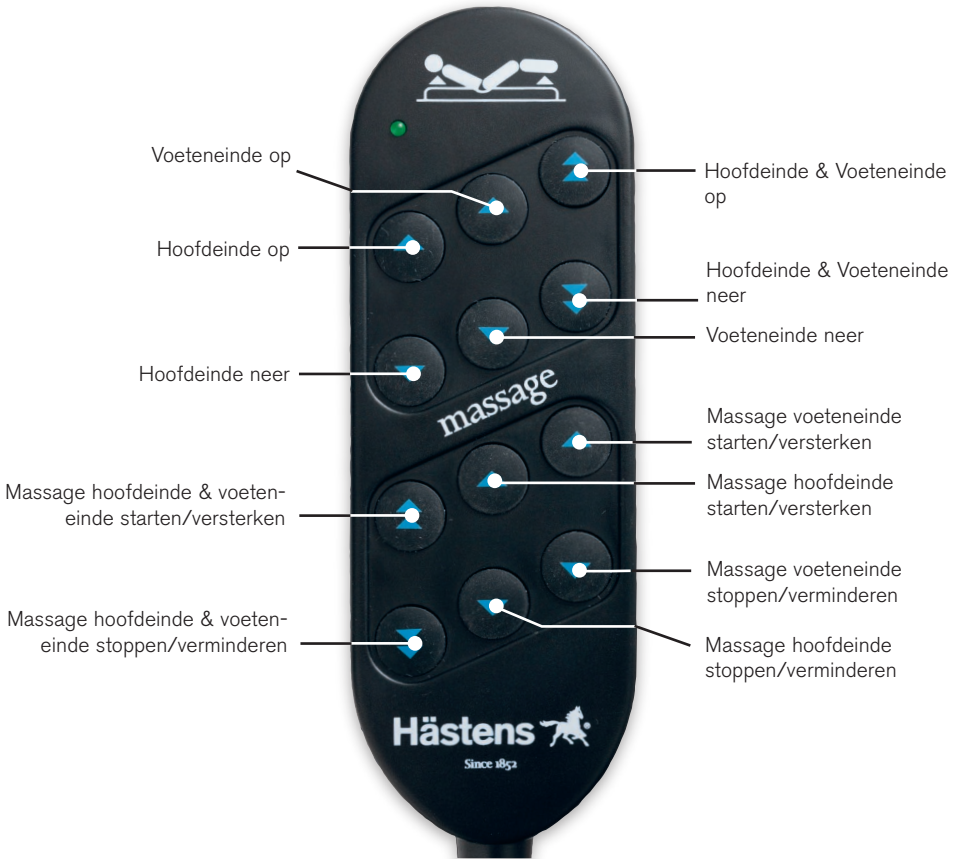 Voeteneinde op
Hoofdeinde & Voeteneinde
op
Hoofdeinde op
Hoofdeinde & Voeteneinde
neer
Voeteneinde neer
Hoofdeinde neer
massage
Massage voeteneinde
starten/versterken
Massage hoofdeinde
starten/versterken
Massage hoofdeinde & voeten-
einde starten/versterken
Massage voeteneinde
stoppen/verminderen
Massage hoofdeinde & voeten-
einde stoppen/verminderen
Massage hoofdeinde
stoppen/verminderen
Hästens
Since 1852